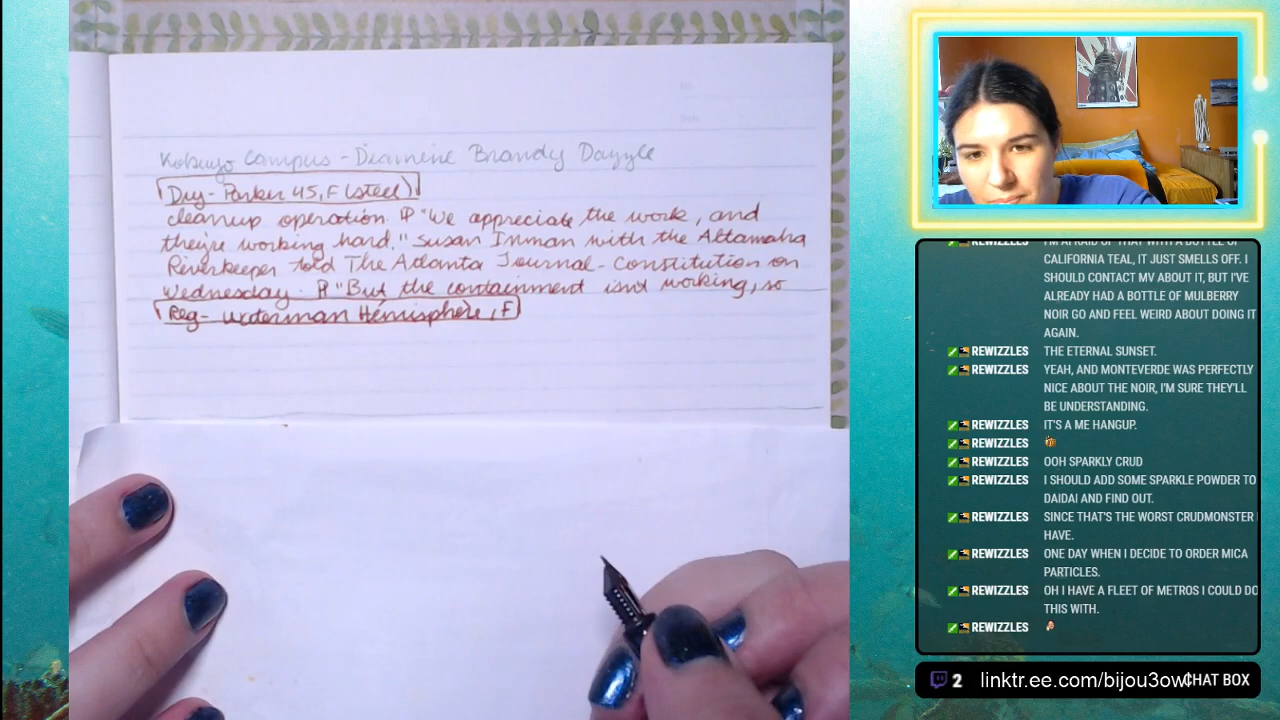 Kokuyo Campus - Diamine Brandy Dazzle
Dry - Parker 45, F (steel)
cleanup operation. ¶ "We appreciate the work, and
they're working hard," Susan Inman with the Altamaha
Riverkeeper told The Atlanta Journal-Constitution on
Wednesday. ¶ "But the containment isn't working, so
Reg - Waterman Hémisphère, F
REWIZZLES I'M AFRAID OF THAT WITH A BOTTLE OF
CALIFORNIA TEAL, IT JUST SMELLS OFF. I
SHOULD CONTACT MV ABOUT IT, BUT I'VE
ALREADY HAD A BOTTLE OF MULBERRY
NOIR GO AND FEEL WEIRD ABOUT DOING IT
AGAIN.
REWIZZLES THE ETERNAL SUNSET.
REWIZZLES YEAH, AND MONTEVERDE WAS PERFECTLY
NICE ABOUT THE NOIR, I'M SURE THEY'LL
BE UNDERSTANDING.
REWIZZLES IT'S A ME HANGUP.
REWIZZLES
REWIZZLES OOH SPARKLY CRUD
REWIZZLES I SHOULD ADD SOME SPARKLE POWDER TO
DAIDAI AND FIND OUT.
REWIZZLES SINCE THAT'S THE WORST CRUDMONSTER I
HAVE.
REWIZZLES ONE DAY WHEN I DECIDE TO ORDER MICA
PARTICLES.
REWIZZLES OH I HAVE A FLEET OF METROS I COULD DO
THIS WITH.
REWIZZLES
2 linktr.ee.com/bijou3owl CHAT BOX